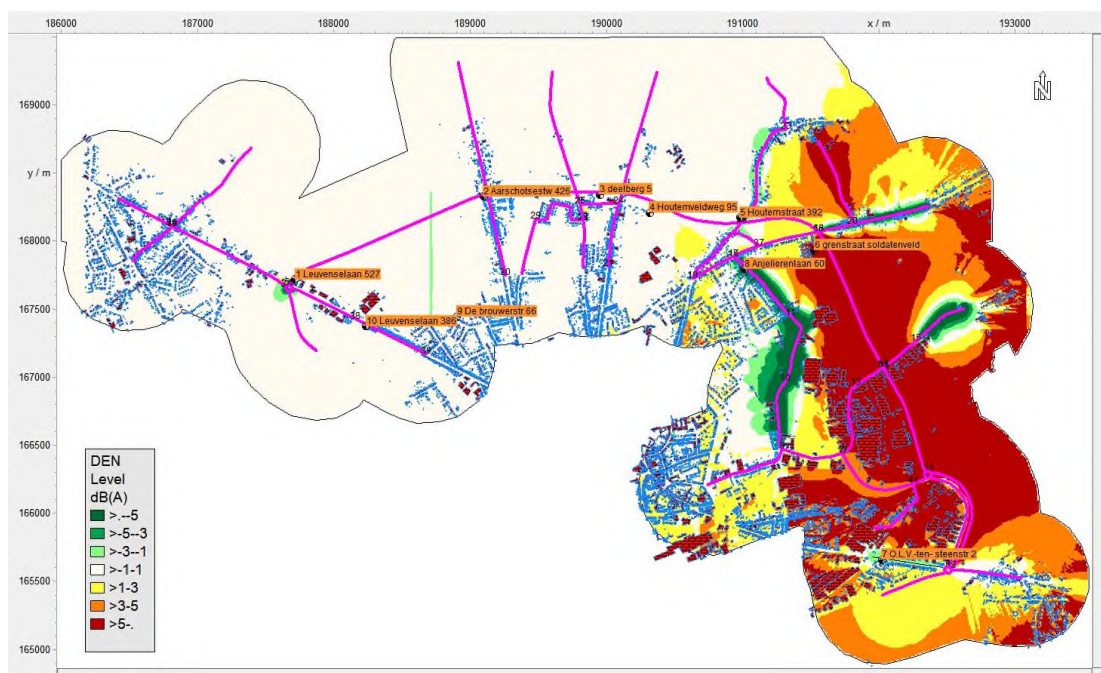 186000 187000 188000 189000 190000 191000 x / m 193000
169000
y / m
168000
167500
167000
166500
166000
165500
165000
N
2 Aarschotsestw 426
3 deelberg 5
4 Houtemveldweg 95
5 Houtemstraat 392
6 grenstraat soldatenveld
8 Anjelierenlaan 60
1 Leuvenselaan 527
9 De brouwerstr 66
10 Leuvenselaan 386
7 O.L.V.-ten- steenstr 2
29
30
DEN
Level
dB(A)
>.--5
>-5--3
>-3--1
>-1-1
>1-3
>3-5
>5-.